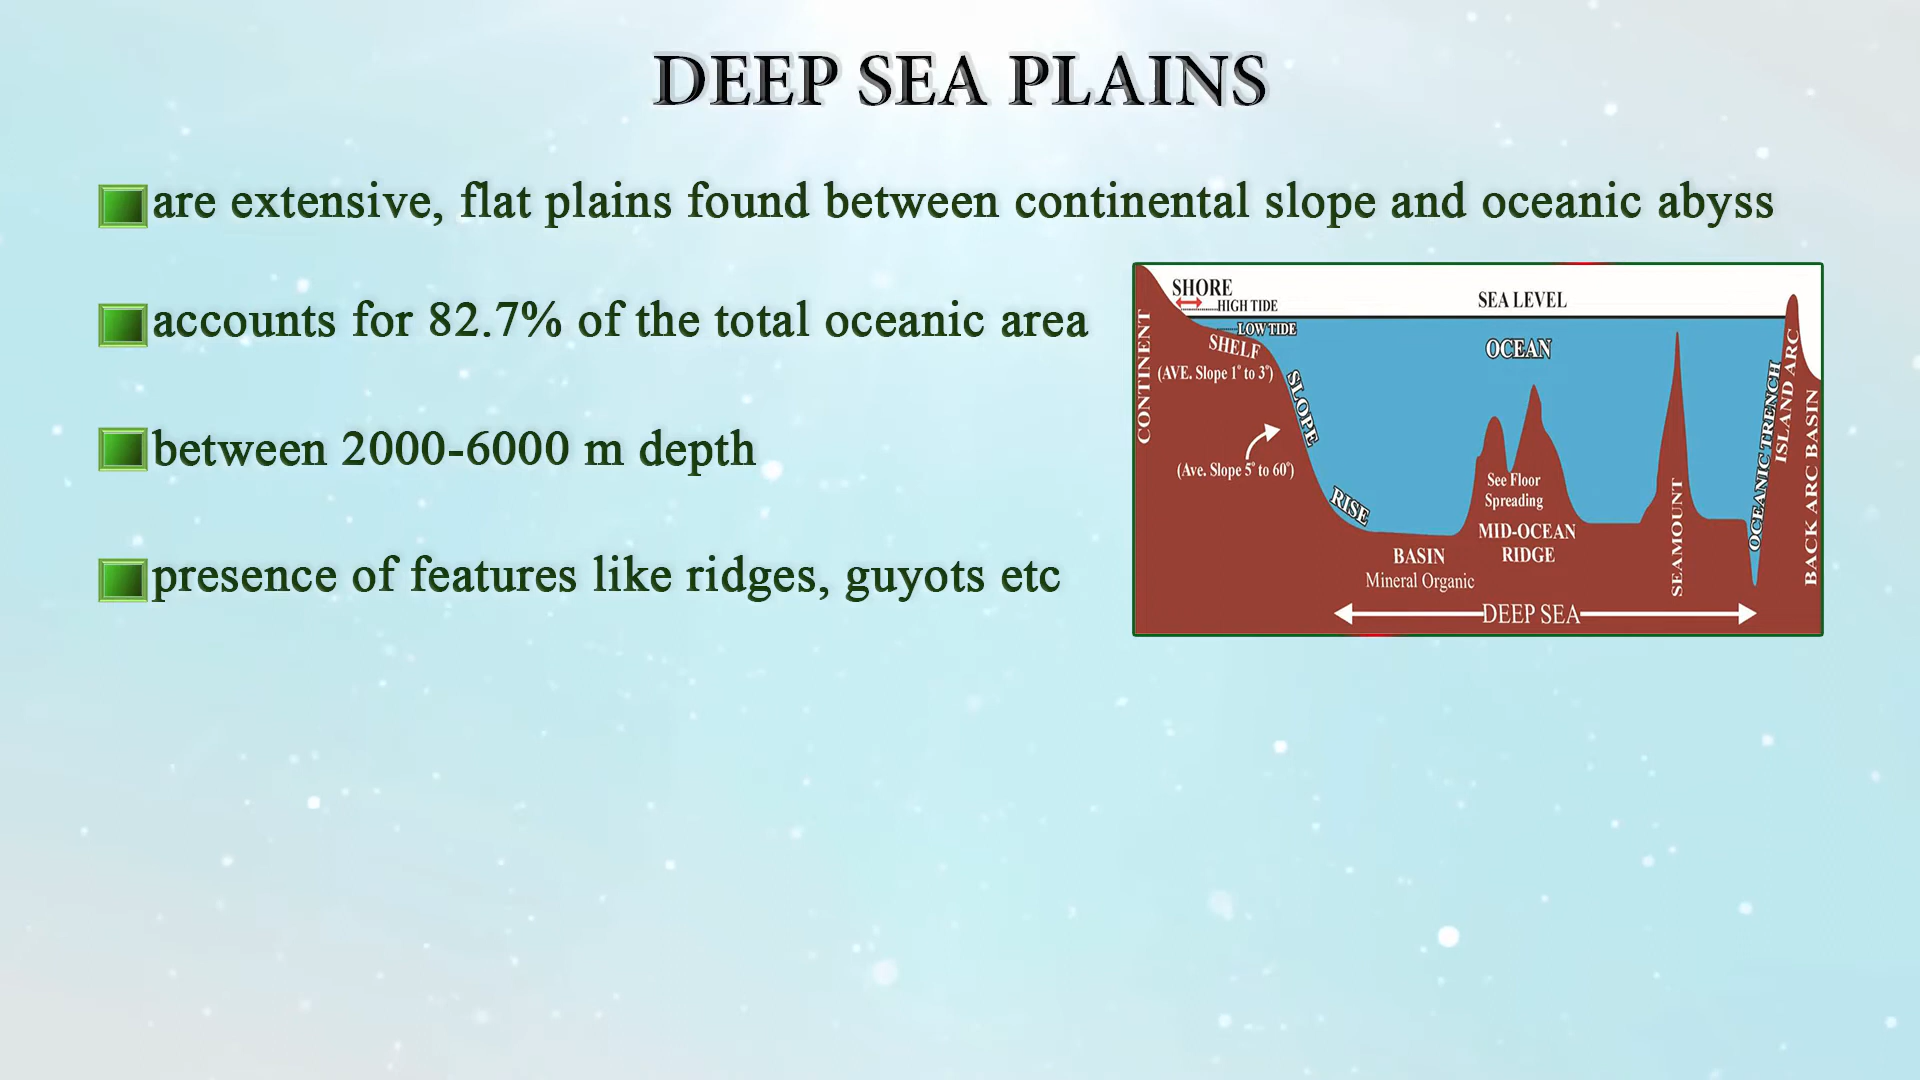 DEEP SEA PLAINS
are extensive, flat plains found between continental slope and oceanic abyss
accounts for 82.7% of the total oceanic area
between 2000-6000 m depth
presence of features like ridges, guyots etc
SHORE
HIGH TIDE
SEA LEVEL
LOW TIDE
SHELF
(AVE. Slope 1° to 3°)
CONTINENT
SLOPE
(Ave. Slope 5° to 60°)
RISE
OCEAN
See Floor
Spreading
MID-OCEAN
RIDGE
BASIN
Mineral Organic
SEAMOUNT
OCEANIC TRENCH
ISLAND ARC
BACK ARC BASIN
DEEP SEA